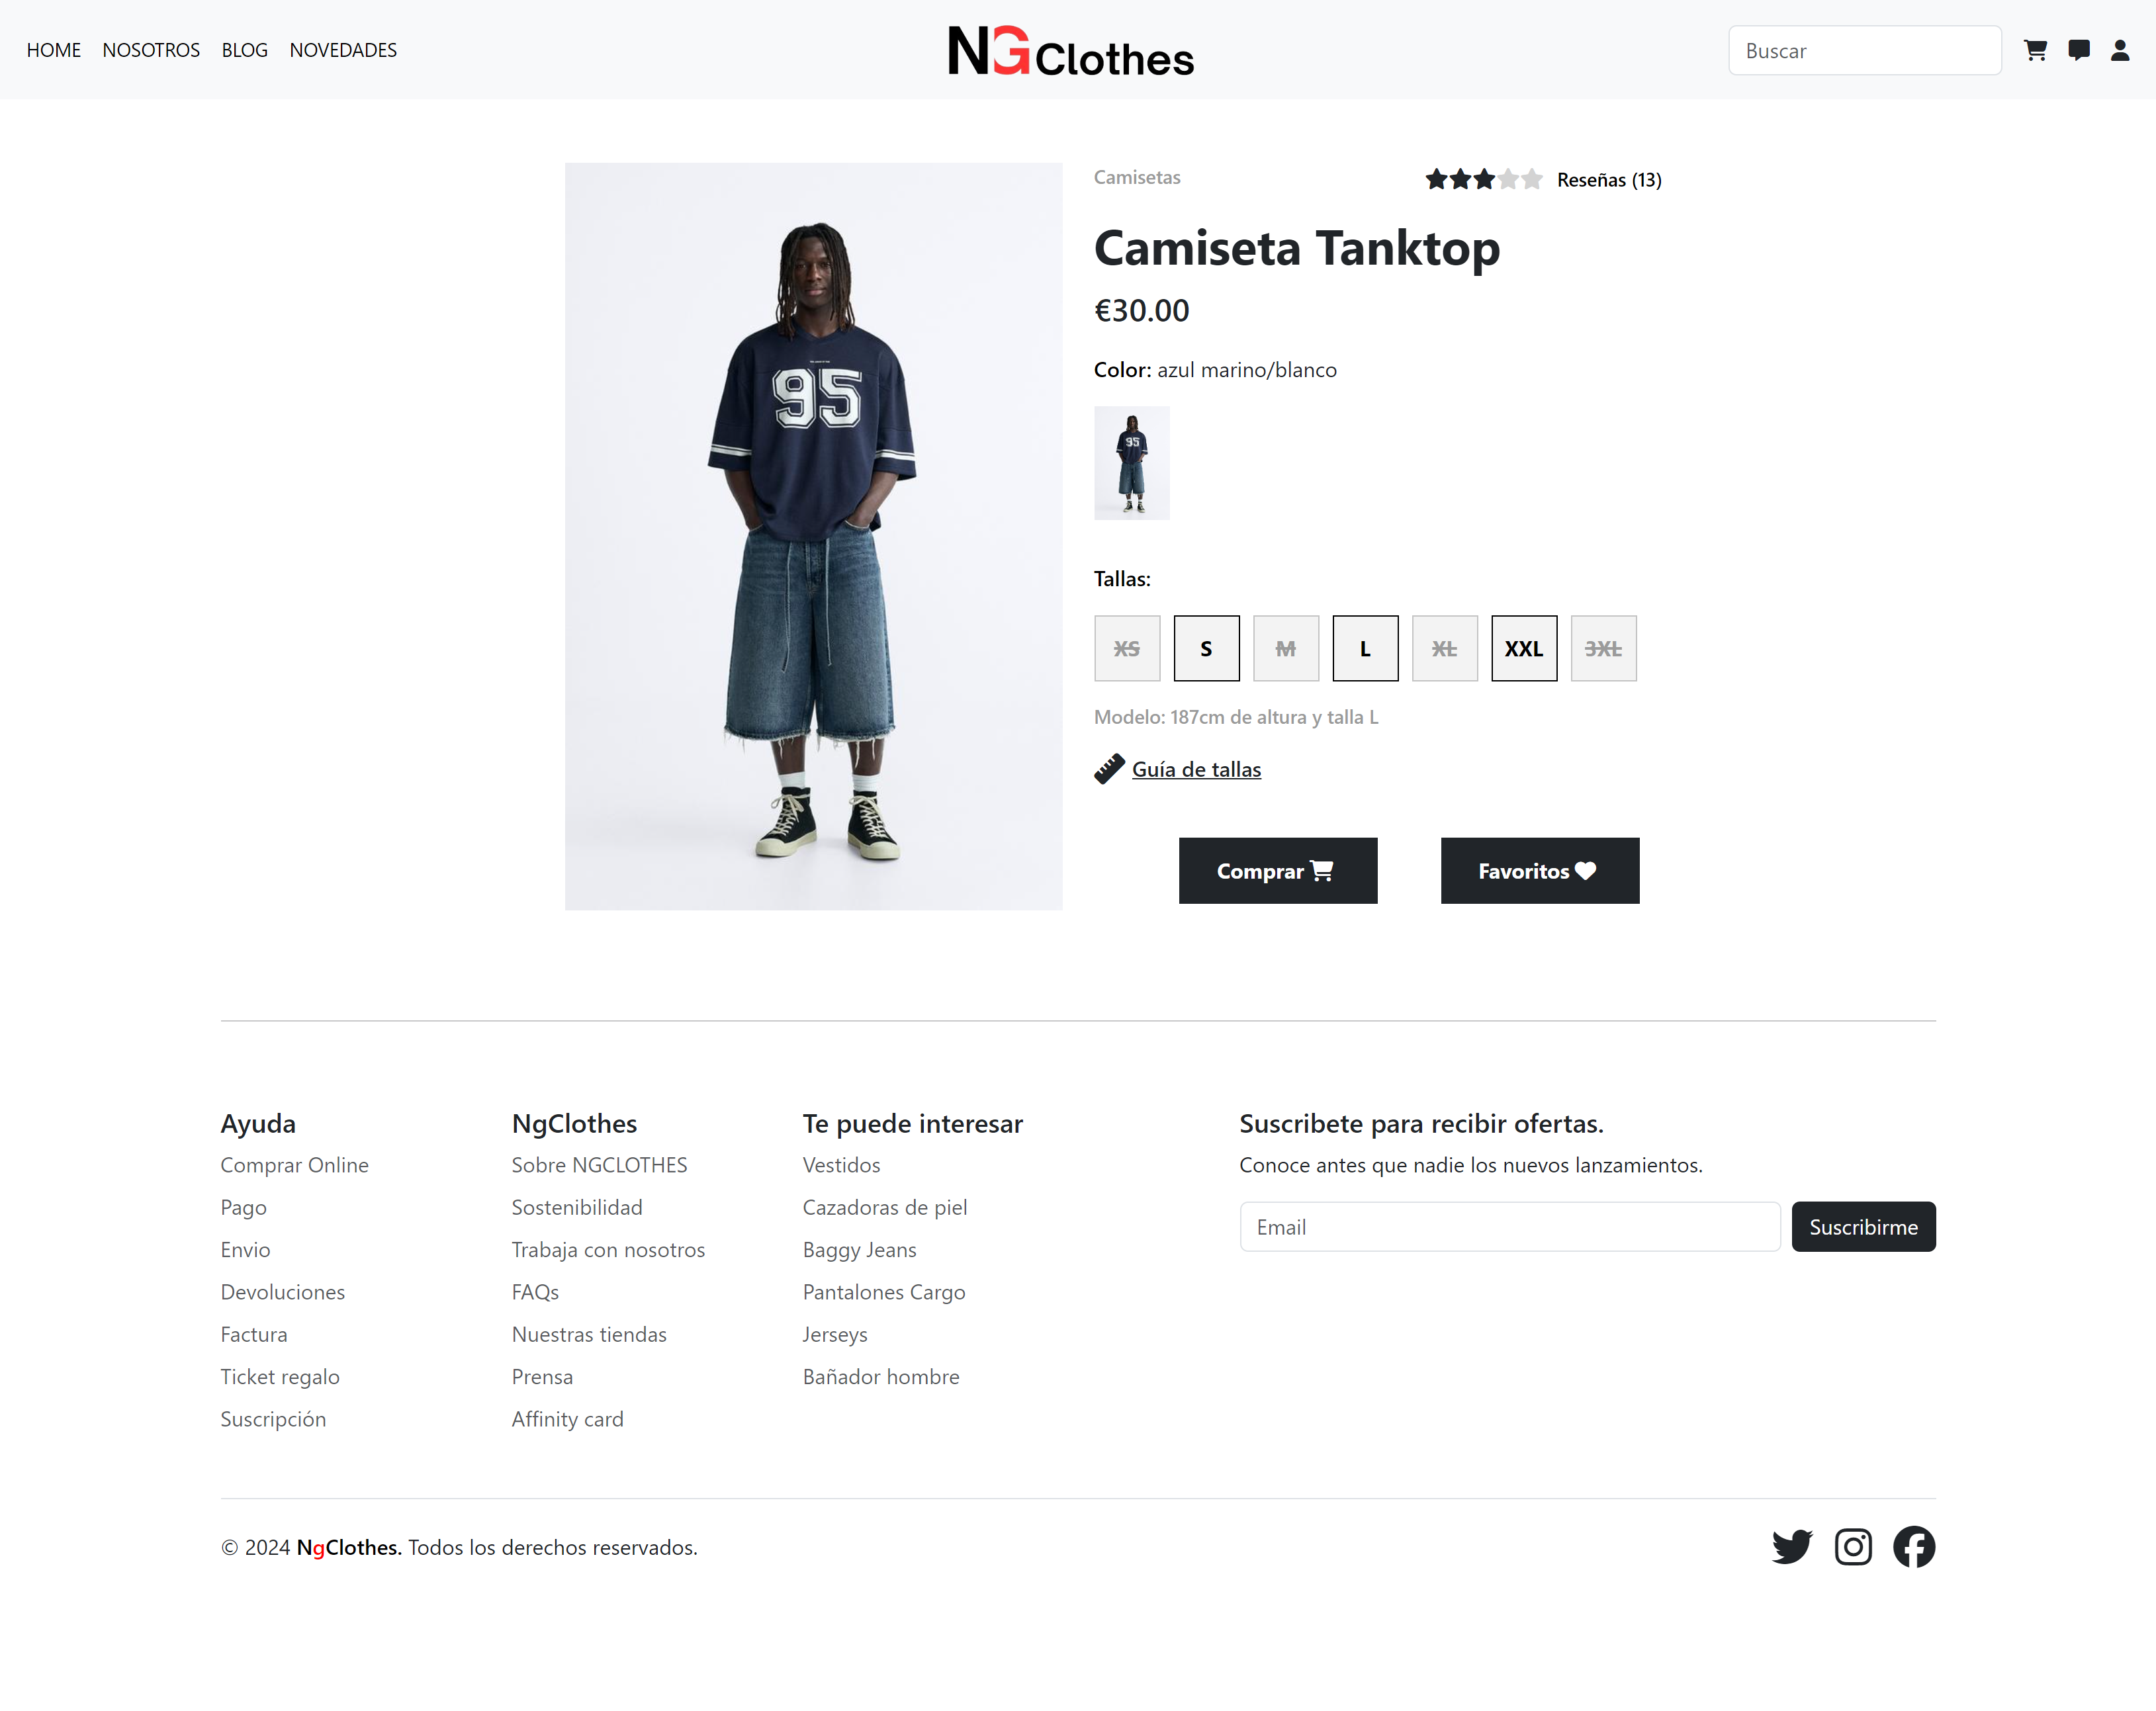 HOME NOSOTROS BLOG NOVEDADES
NG Clothes
Buscar
Camisetas
Reseñas (13)
Camiseta Tanktop
€30.00
95
Color: azul marino/blanco
95
Tallas:
XS S M L XL XXL 3XL
Modelo: 187cm de altura y talla L
Guía de tallas
Comprar
Favoritos
Ayuda
Comprar Online
Pago
Envio
Devoluciones
Factura
Ticket regalo
Suscripción
NgClothes
Sobre NGCLOTHES
Sostenibilidad
Trabaja con nosotros
FAQs
Nuestras tiendas
Prensa
Affinity card
Te puede interesar
Vestidos
Cazadoras de piel
Baggy Jeans
Pantalones Cargo
Jerseys
Bañador hombre
Suscribete para recibir ofertas.
Conoce antes que nadie los nuevos lanzamientos.
Email
Suscribirme
© 2024 NgClothes. Todos los derechos reservados.